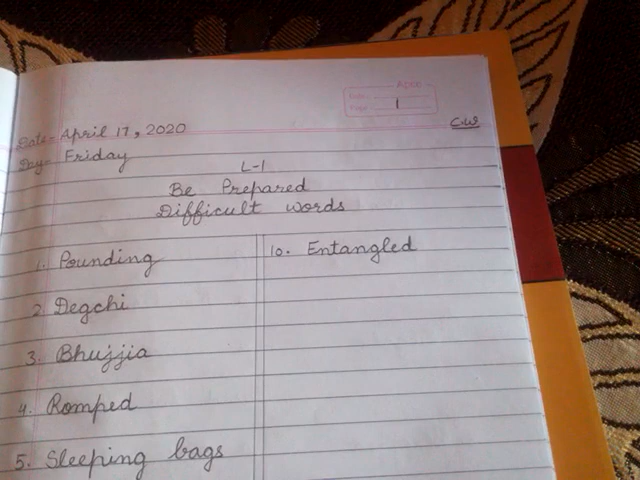 ADDO
Page 1
C.W
Date- April 17, 2020
Day- Friday
L-1
Be Prepared
Difficult words
1. Pounding
2. Degchi
3. Bhujjia
4. Romped
5. Sleeping bags
10. Entangled